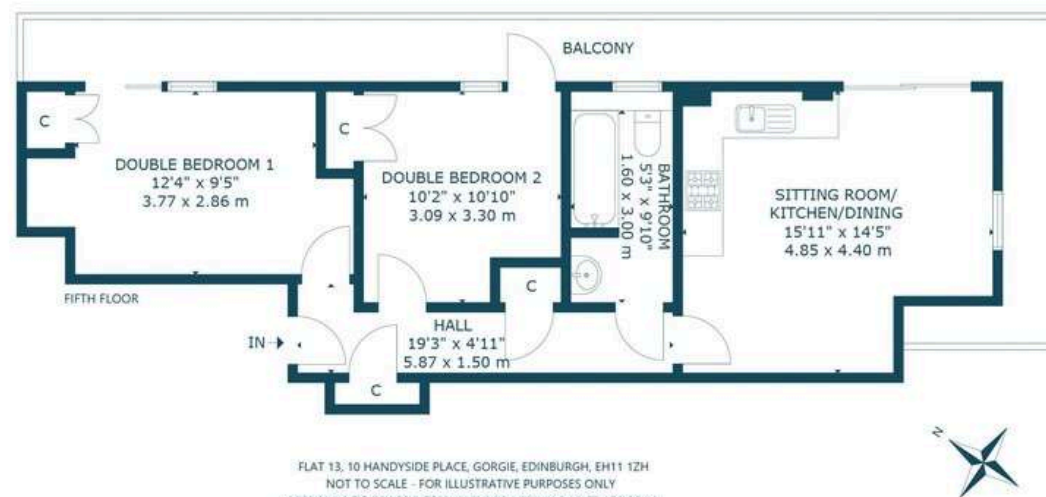 BALCONY
C
DOUBLE BEDROOM 1
12'4" x 9'5"
3.77 x 2.86 m
C
DOUBLE BEDROOM 2
10'2" x 10'10"
3.09 x 3.30 m
BATHROOM
5'3" x 9'10"
1.60 x 3.00 m
SITTING ROOM/
KITCHEN/DINING
15'11" x 14'5"
4.85 x 4.40 m
C
FIFTH FLOOR
IN
HALL
19'3" x 4'11"
5.87 x 1.50 m
C
N
FLAT 13, 10 HANDYSIDE PLACE, GORGIE, EDINBURGH, EH11 1ZH
NOT TO SCALE - FOR ILLUSTRATIVE PURPOSES ONLY